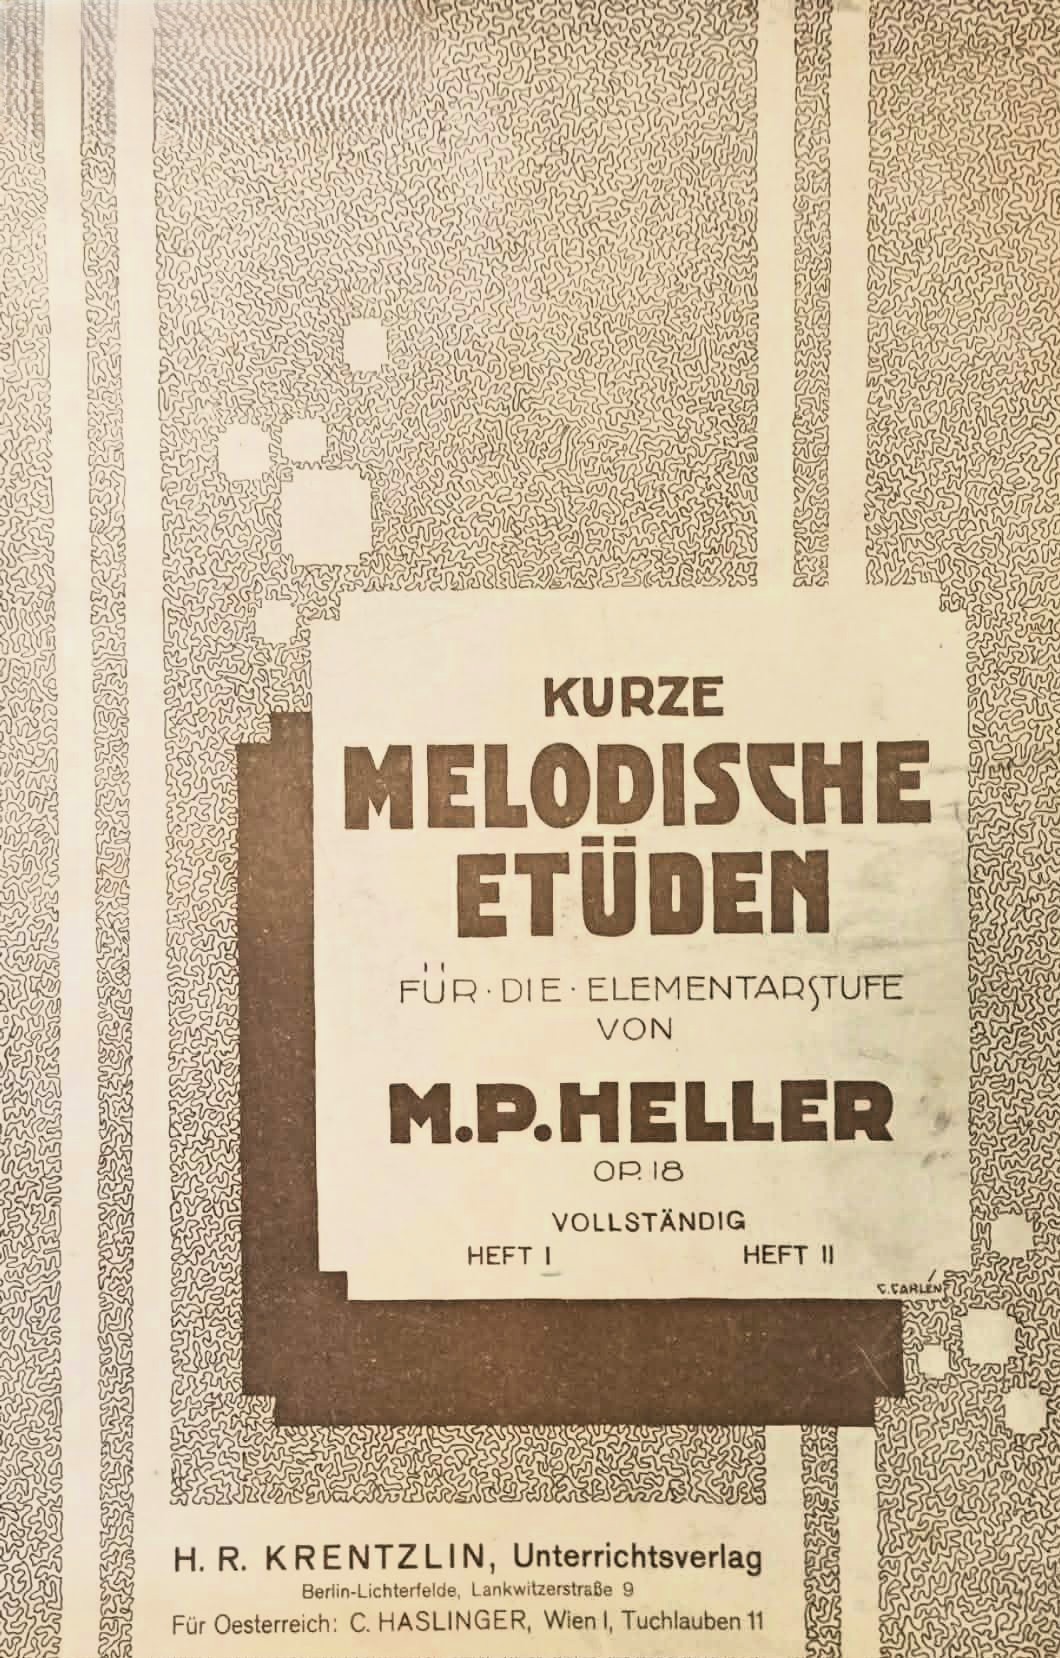 KURZE
MELODISCHE
ETÜDEN
FÜR · DIE · ELEMENTARSTUFE
VON
M.P.HELLER
OP. 18
VOLLSTÄNDIG
HEFT I HEFT II
C.CARLÉN
H. R. KRENTZLIN, Unterrichtsverlag
Berlin-Lichterfelde, Lankwitzerstraße 9
Für Oesterreich: C. HASLINGER, Wien I, Tuchlauben 11